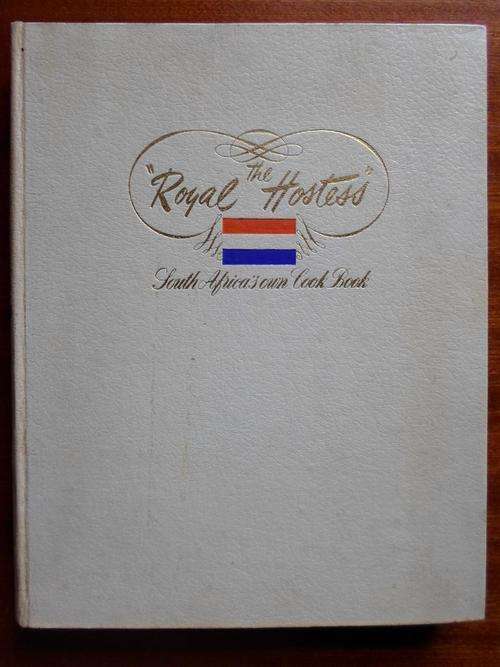 the
"Royal Hostess"
South Africa's own Cook Book